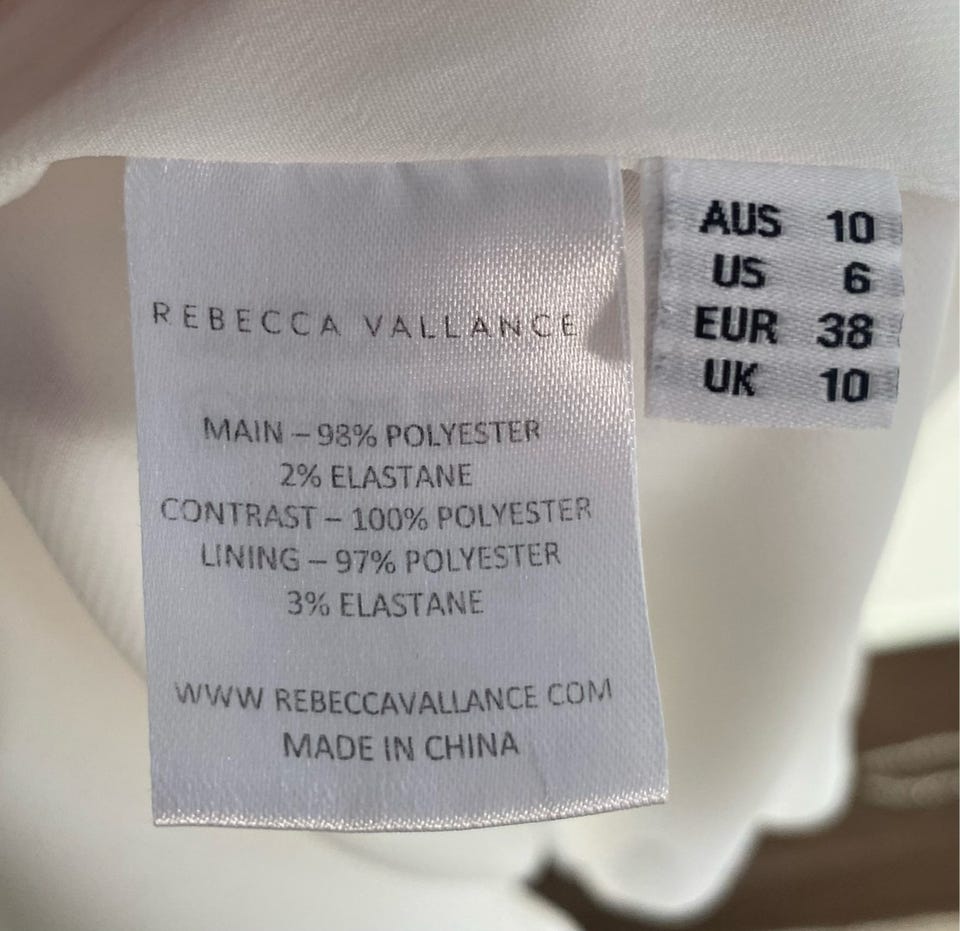 REBECCA VALLANCE
MAIN – 98% POLYESTER
2% ELASTANE
CONTRAST – 100% POLYESTER
LINING – 97% POLYESTER
3% ELASTANE
WWW REBECCAVALLANCE COM
MADE IN CHINA
AUS 10
US 6
EUR 38
UK 10